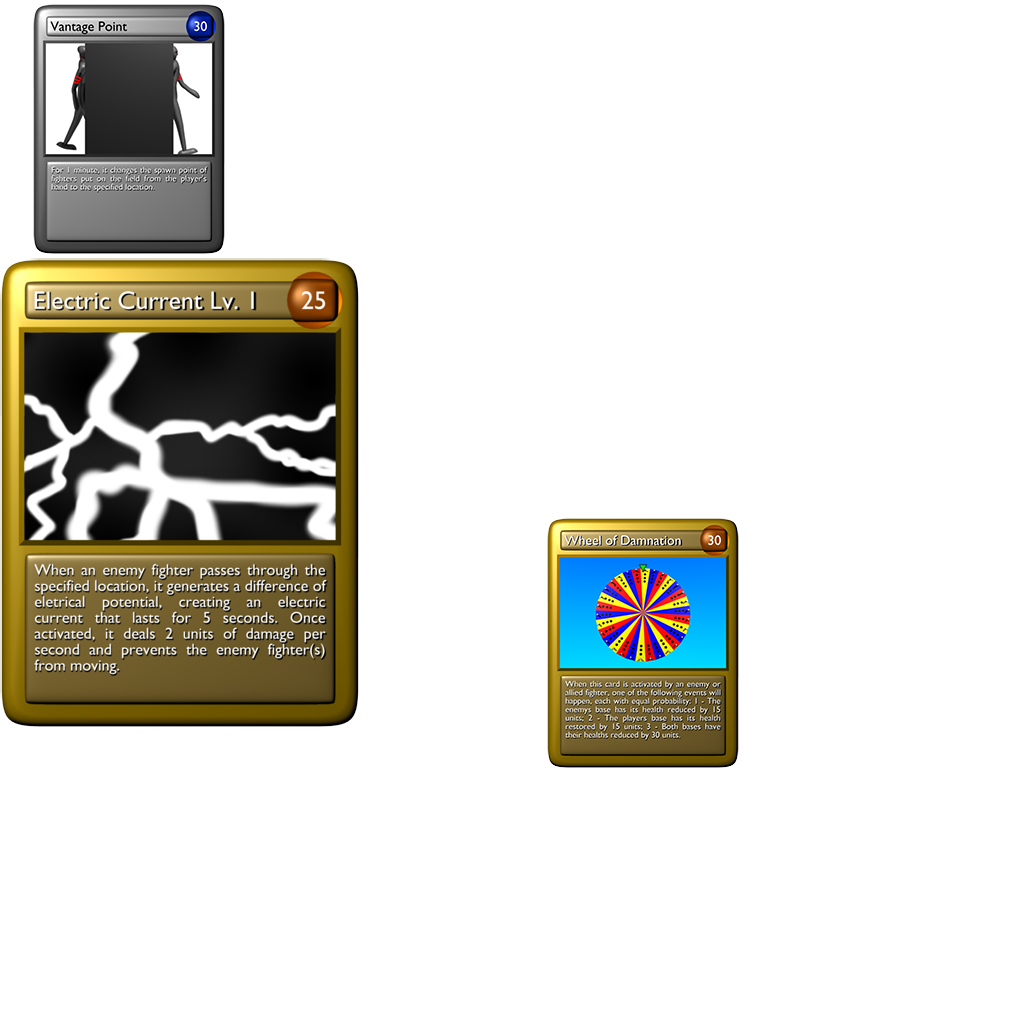 Vantage Point 30
For 1 minute, it changes the spawn point of
fighters put on the field from the player's
hand to the specified location.
Electric Current Lv. 1 25
When an enemy fighter passes through the
specified location, it generates a difference of
eletrical potential, creating an electric
current that lasts for 5 seconds. Once
activated, it deals 2 units of damage per
second and prevents the enemy fighter(s)
from moving.
Wheel of Damnation 30
When this card is activated by an enemy or
allied fighter, one of the following events will
happen, each with equal probability: 1 - The
enemys base has its health reduced by 15
units; 2 - The players base has its health
restored by 15 units; 3 - Both bases have
their healths reduced by 30 units.